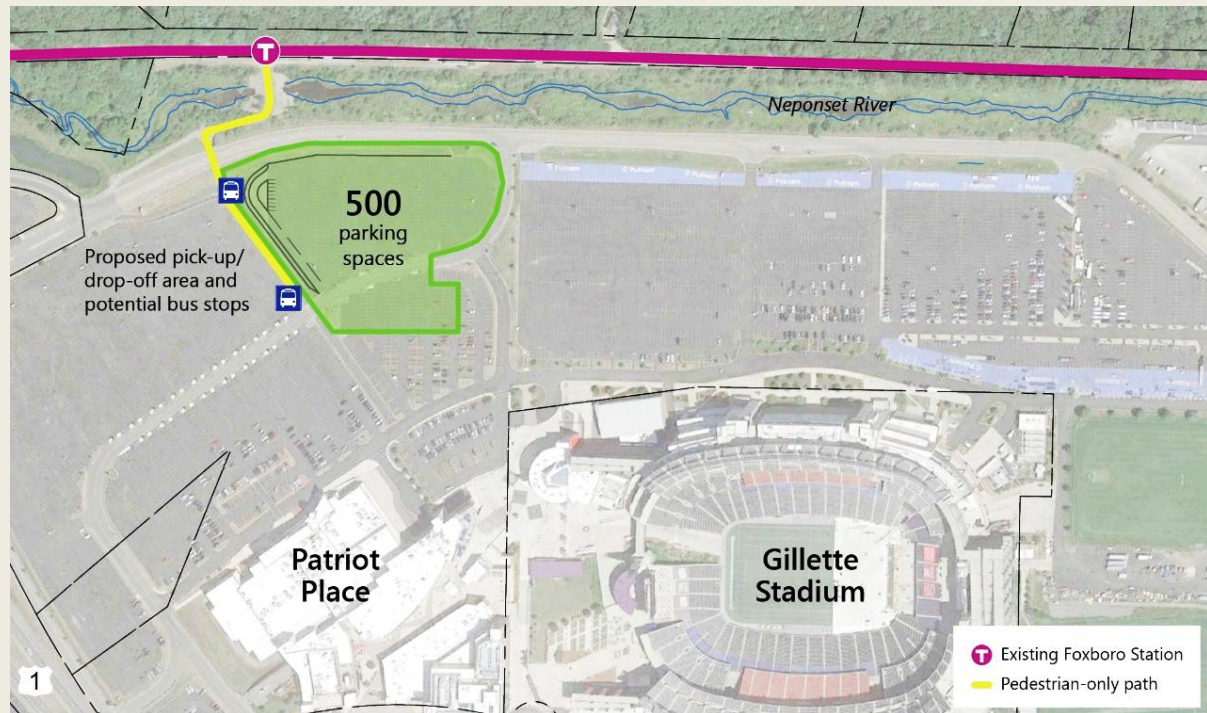 T
Neponset River
500
parking
spaces
Proposed pick-up/
drop-off area and
potential bus stops
Patriot
Place
Gillette
Stadium
1
T Existing Foxboro Station
Pedestrian-only path